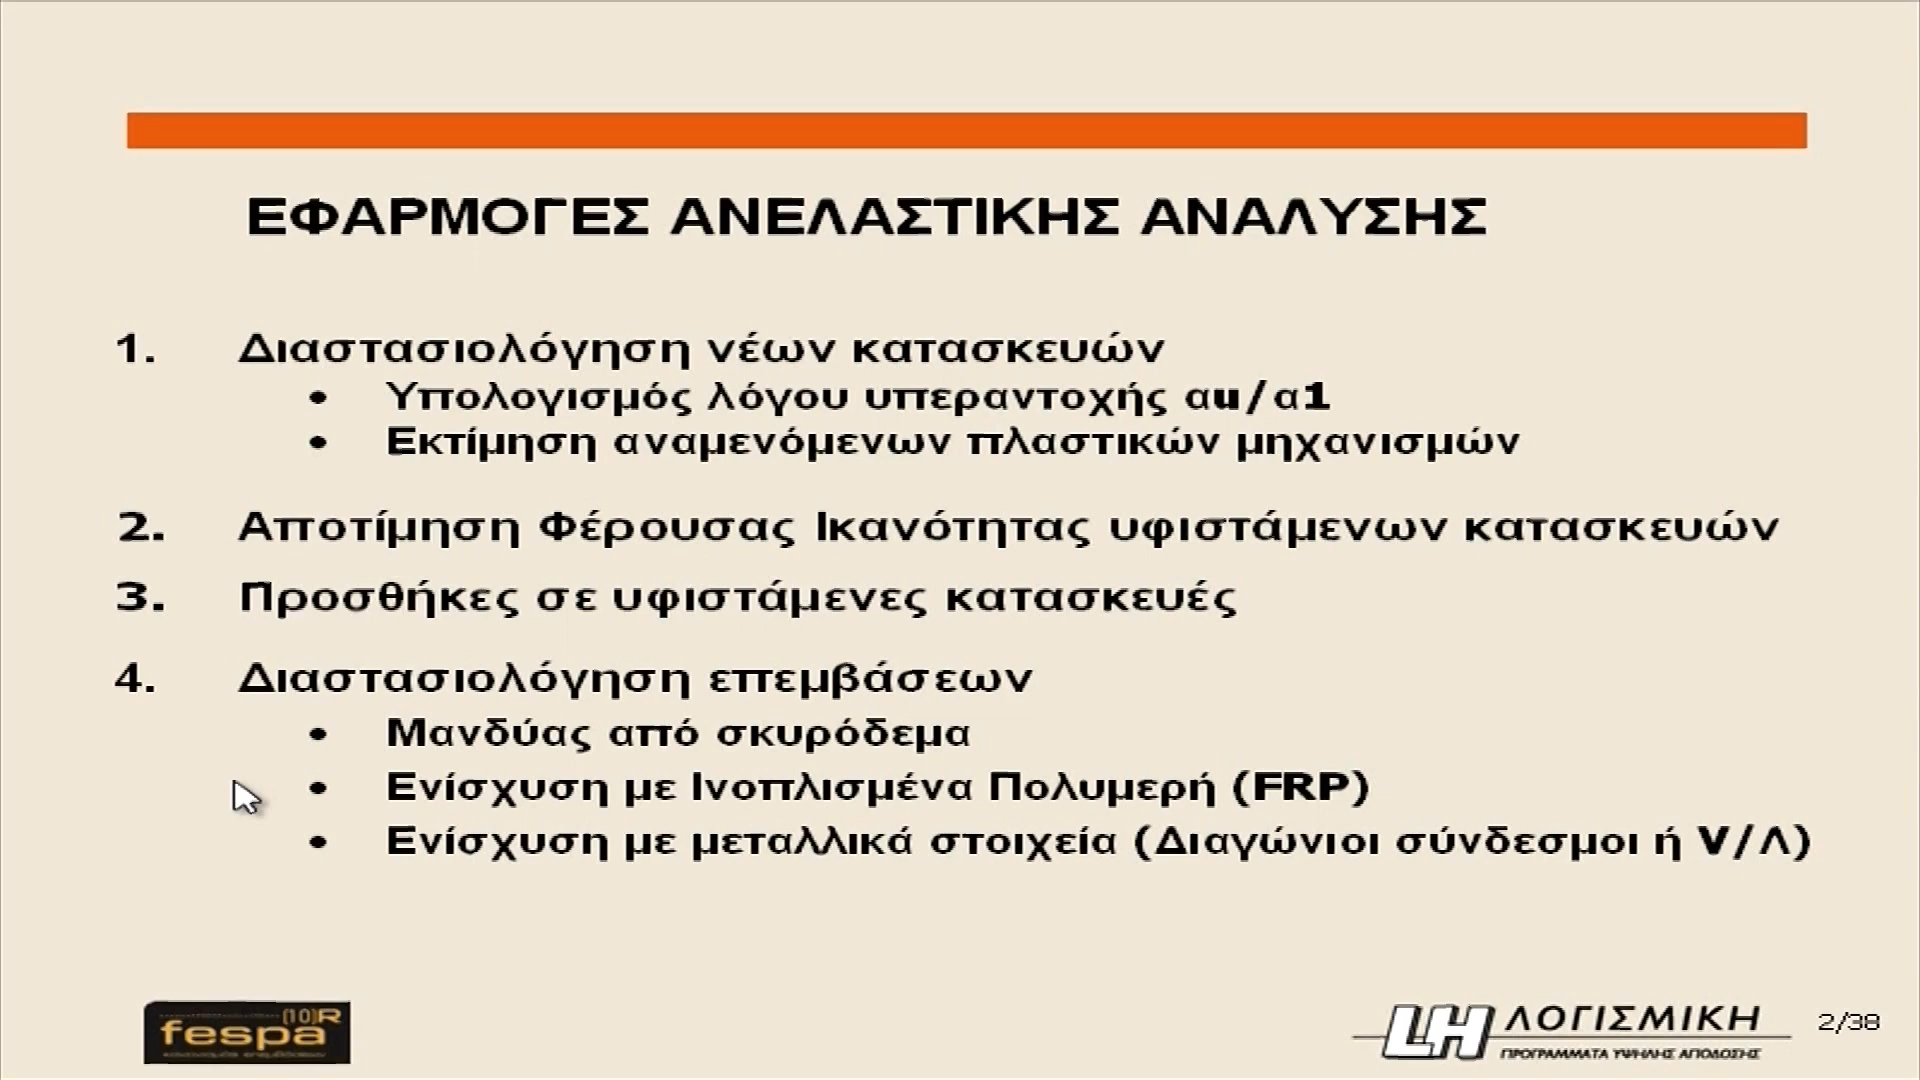 ΕΦΑΡΜΟΓΕΣ ΑΝΕΛΑΣΤΙΚΗΣ ΑΝΑΛΥΣΗΣ
1. Διαστασιολόγηση νέων κατασκευών
• Υπολογισμός λόγου υπεραντοχής αu/α1
• Εκτίμηση αναμενόμενων πλαστικών μηχανισμών
2. Αποτίμηση Φέρουσας Ικανότητας υφιστάμενων κατασκευών
3. Προσθήκες σε υφιστάμενες κατασκευές
4. Διαστασιολόγηση επεμβάσεων
• Μανδύας από σκυρόδεμα
• Ενίσχυση με Ινοπλισμένα Πολυμερή (FRP)
• Ενίσχυση με μεταλλικά στοιχεία (Διαγώνιοι σύνδεσμοι ή V/Λ)
fespa (10)R
LH ΛΟΓΙΣΜΙΚΗ
ΠΡΟΓΡΑΜΜΑΤΑ ΥΨΗΛΗΣ ΑΠΟΔΟΣΗΣ
2/38